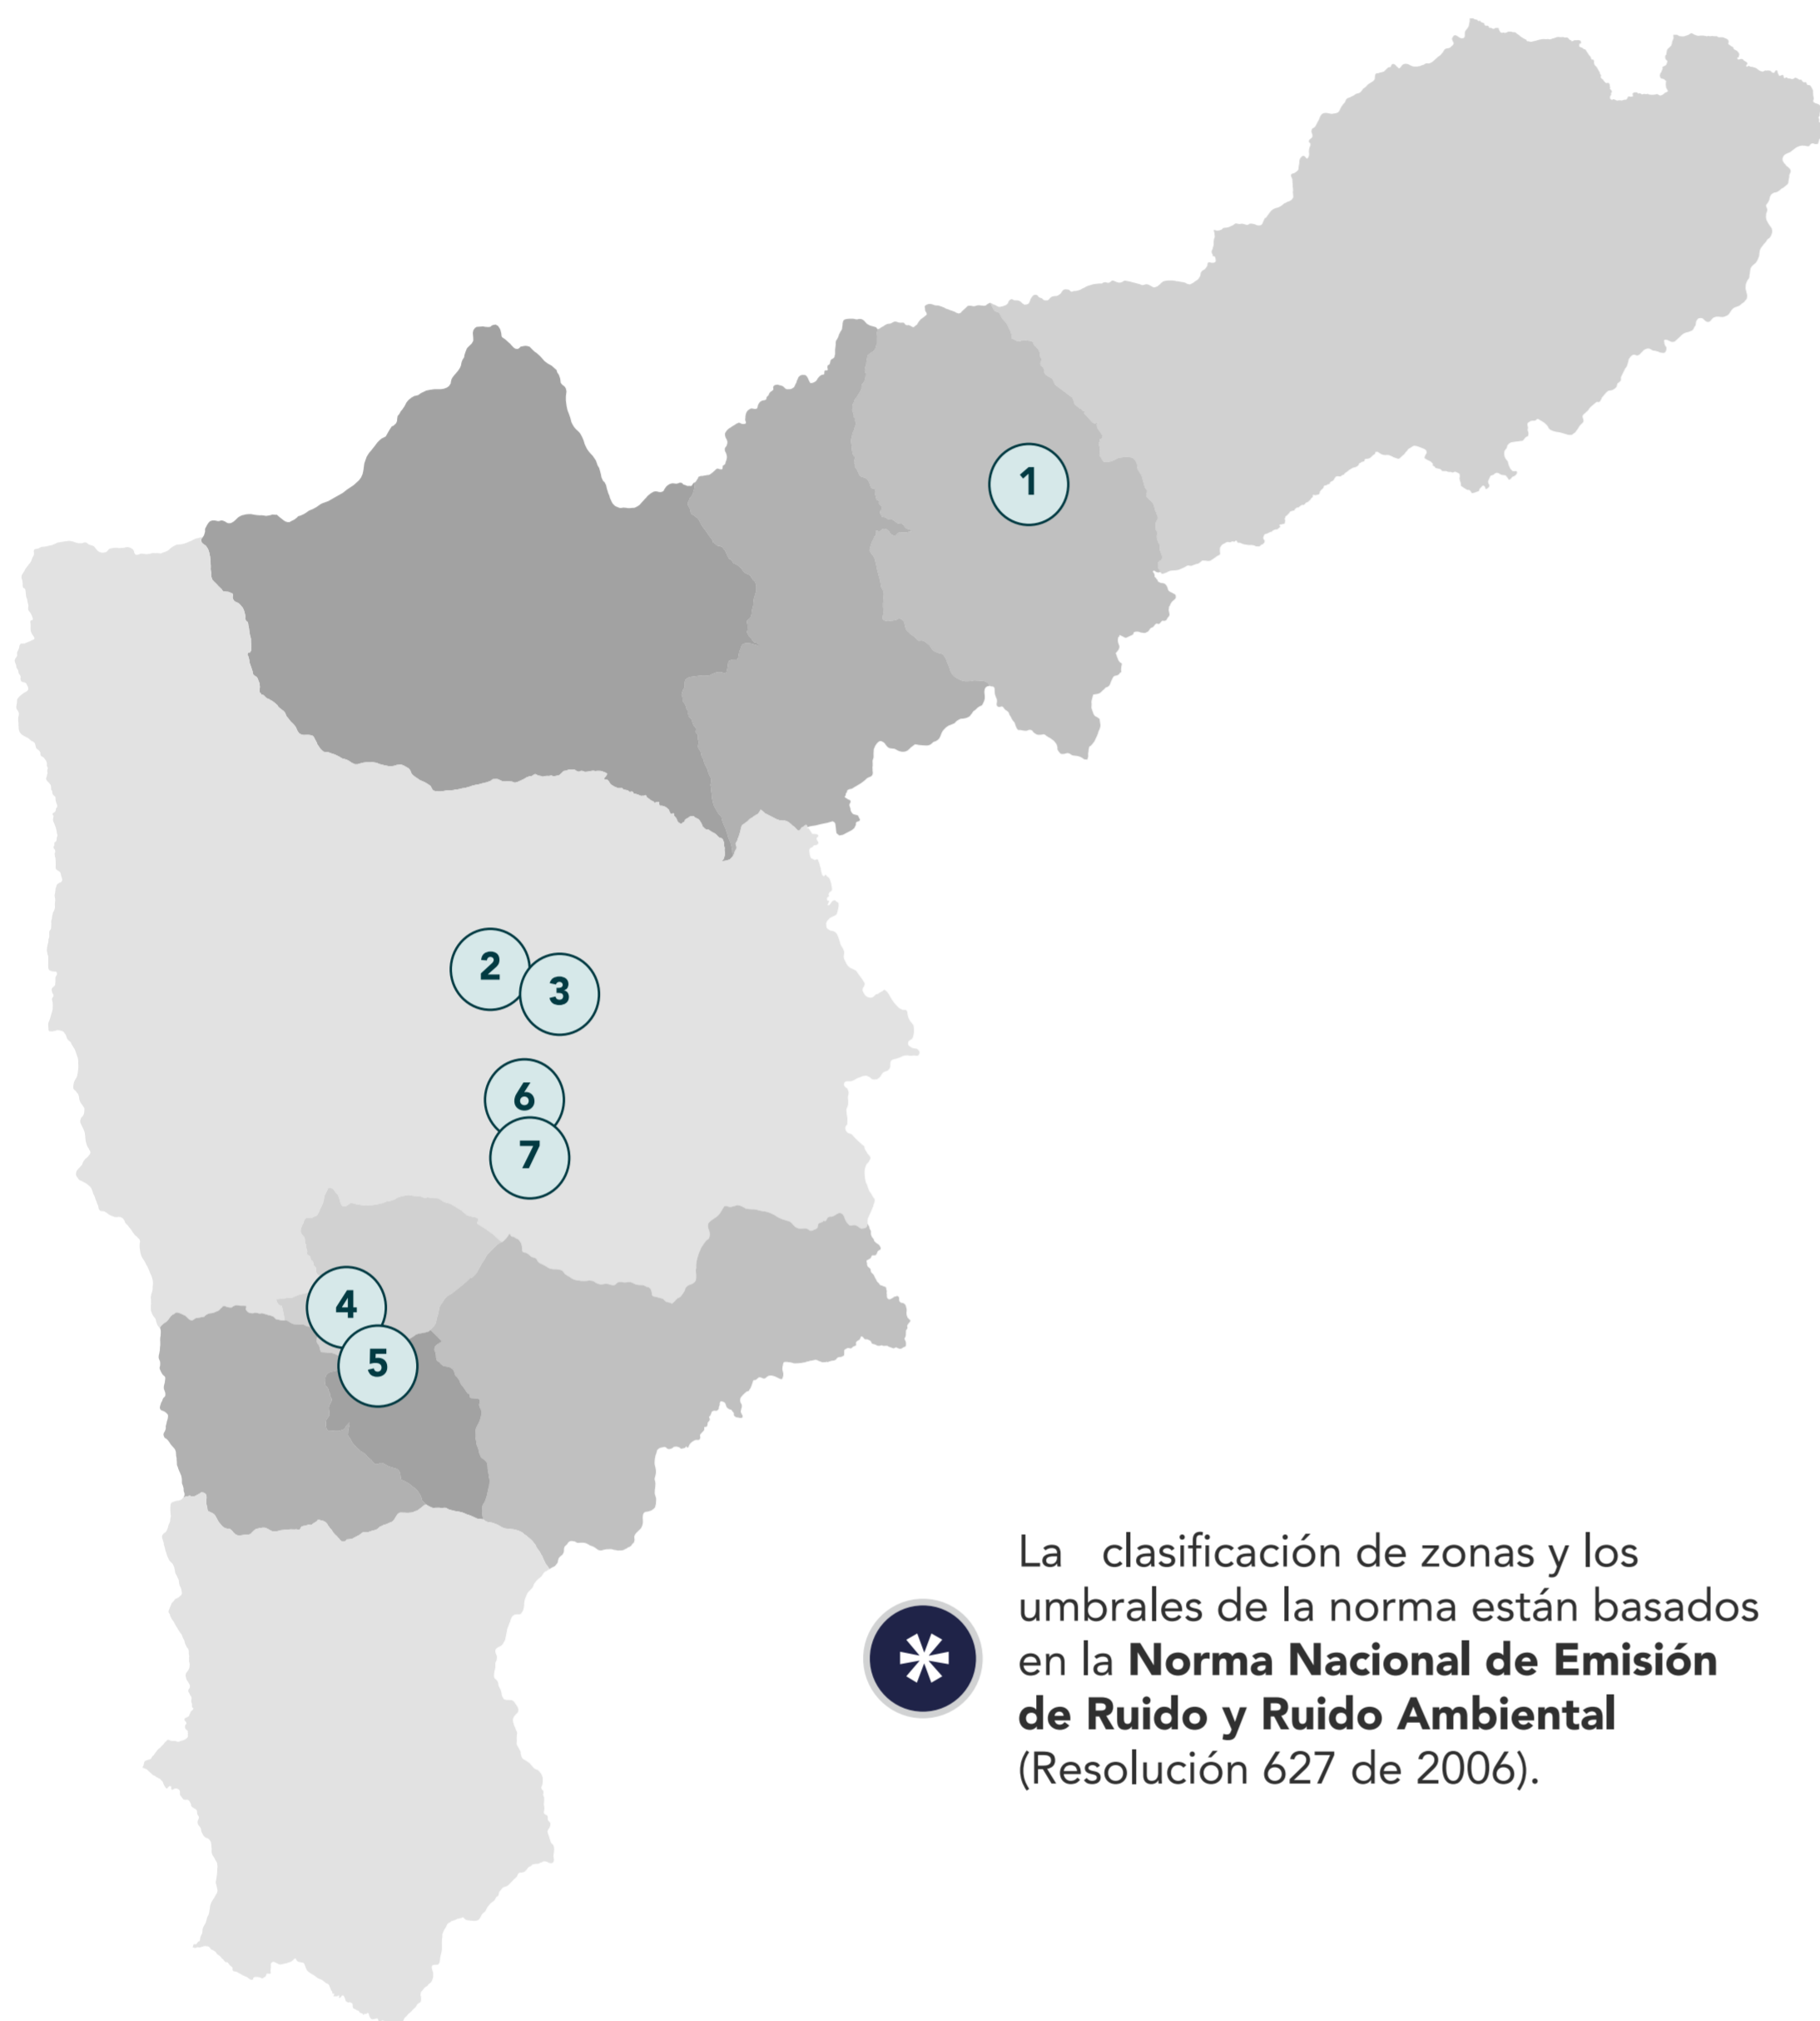 1
2
3
6
7
4
5
La clasificación de zonas y los
umbrales de la norma están basados
en la Norma Nacional de Emisión
de Ruido y Ruido Ambiental
(Resolución 627 de 2006).